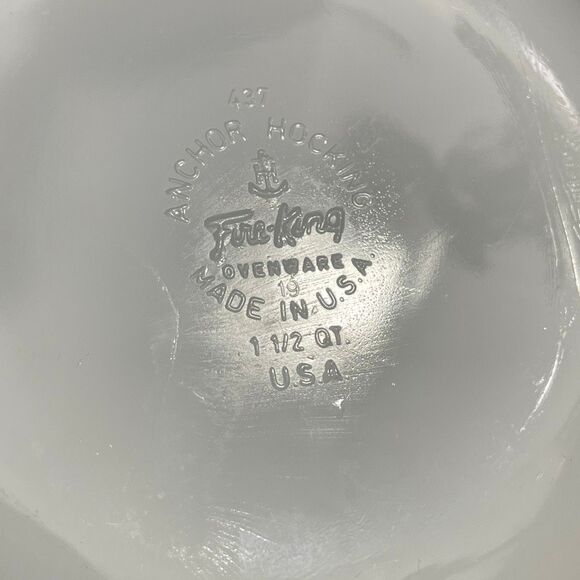 437
ANCHOR HOCKING
Fire-King
OVENWARE
19
MADE IN U.S.A.
1 1/2 QT.
U.S.A.